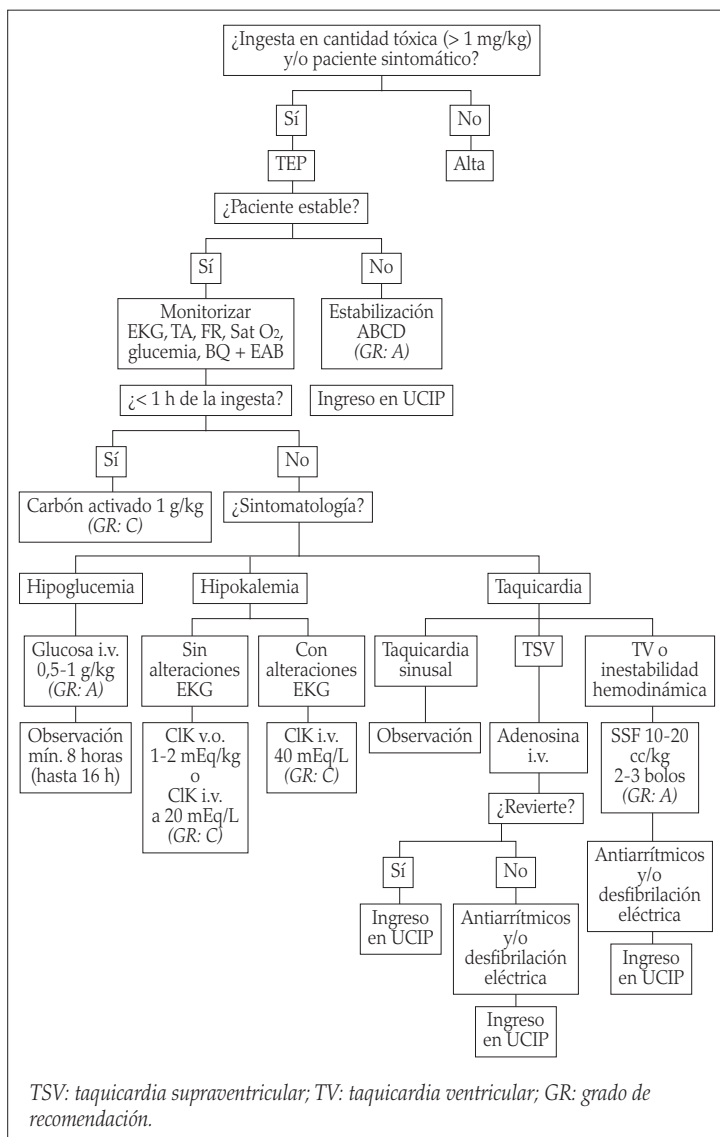 ¿Ingesta en cantidad tóxica (> 1 mg/kg)
y/o paciente sintomático?
Sí
No
TEP
Alta
¿Paciente estable?
Sí
No
Monitorizar
EKG, TA, FR, Sat O₂,
glucemia, BQ + EAB
Estabilización
ABCD
(GR: A)
¿< 1 h de la ingesta?
Ingreso en UCIP
Sí
No
Carbón activado 1 g/kg
(GR: C)
¿Sintomatología?
Hipoglucemia
Hipokalemia
Taquicardia
Glucosa i.v.
0,5-1 g/kg
(GR: A)
Sin
alteraciones
EKG
Con
alteraciones
EKG
Taquicardia
sinusal
TSV
TV o
inestabilidad
hemodinámica
Observación
mín. 8 horas
(hasta 16 h)
ClK v.o.
1-2 mEq/kg
o
ClK i.v.
a 20 mEq/L
(GR: C)
ClK i.v.
40 mEq/L
(GR: C)
Observación
Adenosina
i.v.
SSF 10-20
cc/kg
2-3 bolos
(GR: A)
¿Revierte?
Sí
No
Antiarrítmicos
y/o
desfibrilación
eléctrica
Ingreso
en UCIP
Antiarrítmicos
y/o
desfibrilación
eléctrica
Ingreso
en UCIP
Ingreso
en UCIP
TSV: taquicardia supraventricular; TV: taquicardia ventricular; GR: grado de
recomendación.